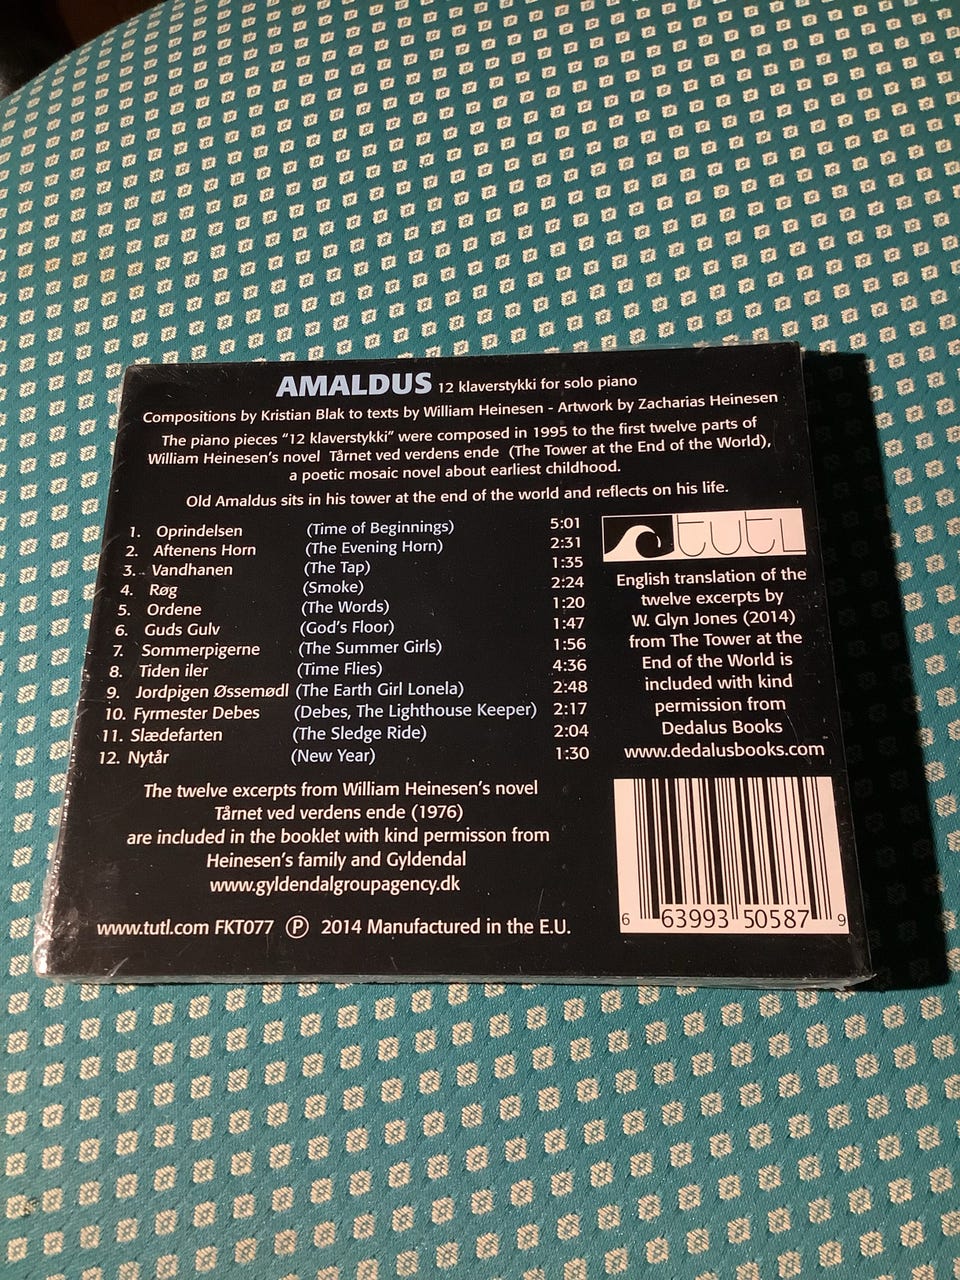 AMALDUS 12 klaverstykki for solo piano
Compositions by Kristian Blak to texts by William Heinesen - Artwork by Zacharias Heinesen
The piano pieces "12 klaverstykki" were composed in 1995 to the first twelve parts of
William Heinesen's novel Tårnet ved verdens ende (The Tower at the End of the World),
a poetic mosaic novel about earliest childhood.
Old Amaldus sits in his tower at the end of the world and reflects on his life.
1. Oprindelsen (Time of Beginnings) 5:01
2. Aftenens Horn (The Evening Horn) 2:31
3. Vandhanen (The Tap) 1:35
4. Røg (Smoke) 2:24
5. Ordene (The Words) 1:20
6. Guds Gulv (God's Floor) 1:47
7. Sommerpigerne (The Summer Girls) 1:56
8. Tiden iler (Time Flies) 4:36
9. Jordpigen Øssemødl (The Earth Girl Lonela) 2:48
10. Fyrmester Debes (Debes, The Lighthouse Keeper) 2:17
11. Slædefarten (The Sledge Ride) 2:04
12. Nytår (New Year) 1:30
tutl
English translation of the
twelve excerpts by
W. Glyn Jones (2014)
from The Tower at the
End of the World is
included with kind
permission from
Dedalus Books
www.dedalusbooks.com
The twelve excerpts from William Heinesen's novel
Tårnet ved verdens ende (1976)
are included in the booklet with kind permisson from
Heinesen's family and Gyldendal
www.gyldendalgroupagency.dk
www.tutl.com FKT077 Ⓟ 2014 Manufactured in the E.U.
6 63993 50587 9